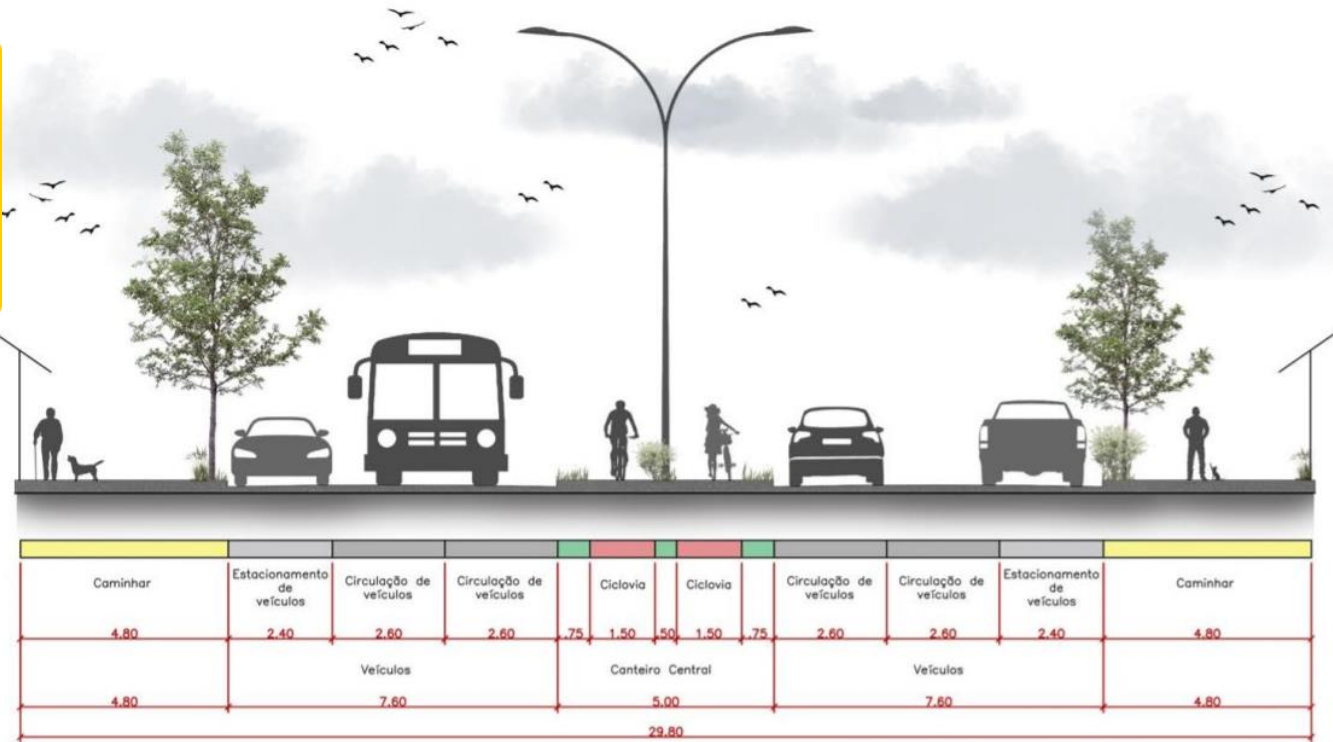 Caminhar
Estacionamento
de
veículos
Circulação de
veículos
Circulação de
veículos
Ciclovia
Ciclovia
Circulação de
veículos
Circulação de
veículos
Estacionamento
de
veículos
Caminhar
4.80 2.40 2.60 2.60 .75 1.50 .50 1.50 .75 2.60 2.60 2.40 4.80
Veículos Canteiro Central Veículos
4.80 7.60 5.00 7.60 4.80
29.80